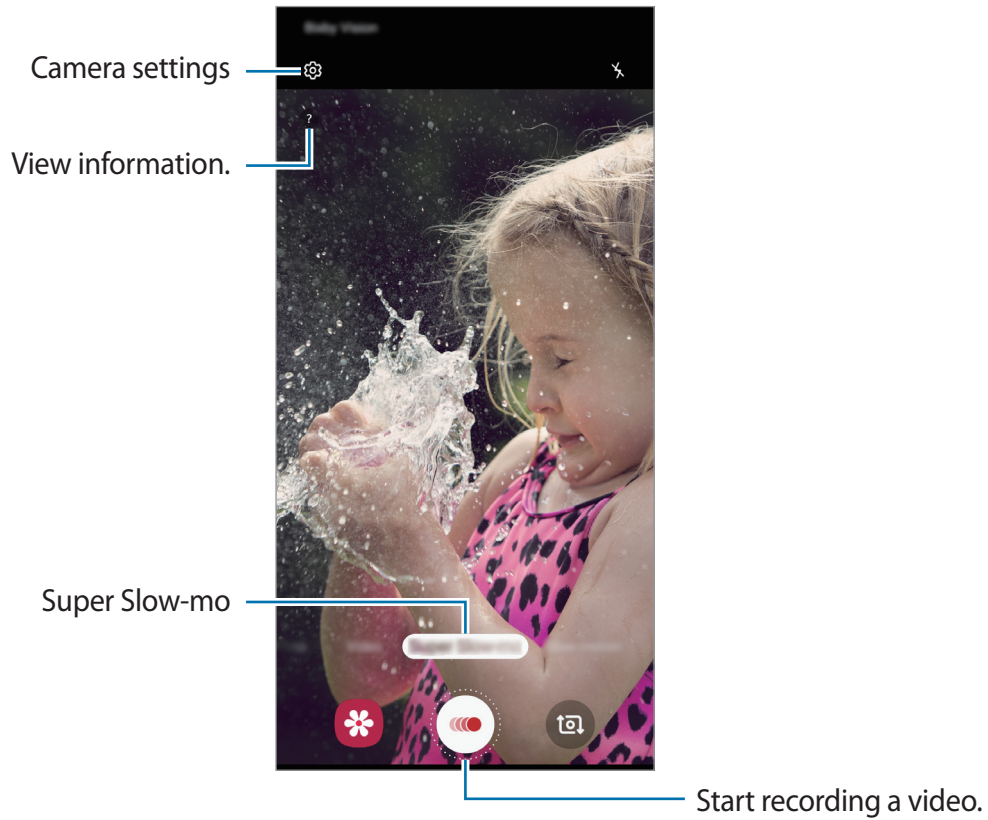 Camera settings
?
View information.
Super Slow-mo
Start recording a video.